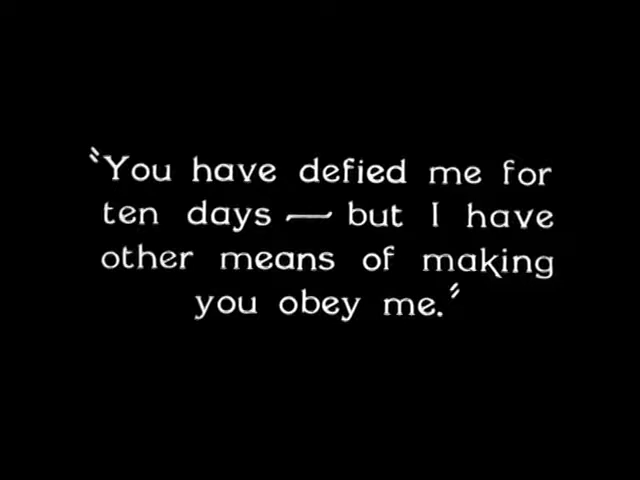 "You have defied me for
ten days — but I have
other means of making
you obey me."